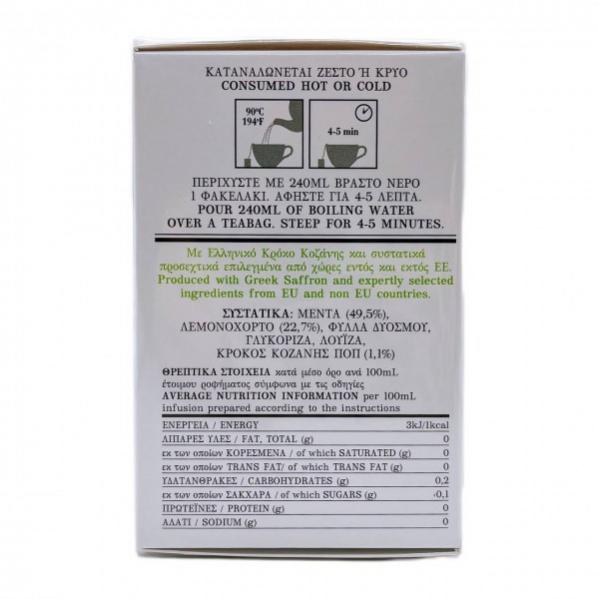 ΚΑΤΑΝΑΛΩΝΕΤΑΙ ΖΕΣΤΟ Ή ΚΡΥΟ
CONSUMED HOT OR COLD
90°C
194°F
4-5 min
ΠΕΡΙΧΥΣΤΕ ΜΕ 240ML ΒΡΑΣΤΟ ΝΕΡΟ
1 ΦΑΚΕΛΑΚΙ. ΑΦΗΣΤΕ ΓΙΑ 4-5 ΛΕΠΤΑ.
POUR 240ML OF BOILING WATER
OVER A TEABAG. STEEP FOR 4-5 MINUTES.
Με Ελληνικό Κρόκο Κοζάνης και συστατικά
προσεχτικά επιλεγμένα από χώρες εντός και εκτός ΕΕ.
Produced with Greek Saffron and expertly selected
ingredients from EU and non EU countries.
ΣΥΣΤΑΤΙΚΑ: ΜΕΝΤΑ (49,5%),
ΛΕΜΟΝΟΧΟΡΤΟ (22,7%), ΦΥΛΛΑ ΔΥΟΣΜΟΥ,
ΓΛΥΚΟΡΙΖΑ, ΛΟΥΪΖΑ,
ΚΡΟΚΟΣ ΚΟΖΑΝΗΣ ΠΟΠ (1,1%)
ΘΡΕΠΤΙΚΑ ΣΤΟΙΧΕΙΑ κατά μέσο όρο ανά 100mL
έτοιμου ροφήματος σύμφωνα με τις οδηγίες
AVERAGE NUTRITION INFORMATION per 100mL
infusion prepared according to the instructions
ΕΝΕΡΓΕΙΑ / ENERGY 3kJ/1kcal
ΛΙΠΑΡΕΣ ΥΛΕΣ / FAT, TOTAL (g) 0
εκ των οποίων ΚΟΡΕΣΜΕΝΑ / of which SATURATED (g) 0
εκ των οποίων TRANS FAT/ of which TRANS FAT (g) 0
ΥΔΑΤΑΝΘΡΑΚΕΣ / CARBOHYDRATES (g) 0,2
εκ των οποίων ΣΑΚΧΑΡΑ / of which SUGARS (g) <0,1
ΠΡΩΤΕΪΝΕΣ / PROTEIN (g) 0
ΑΛΑΤΙ / SODIUM (g) 0